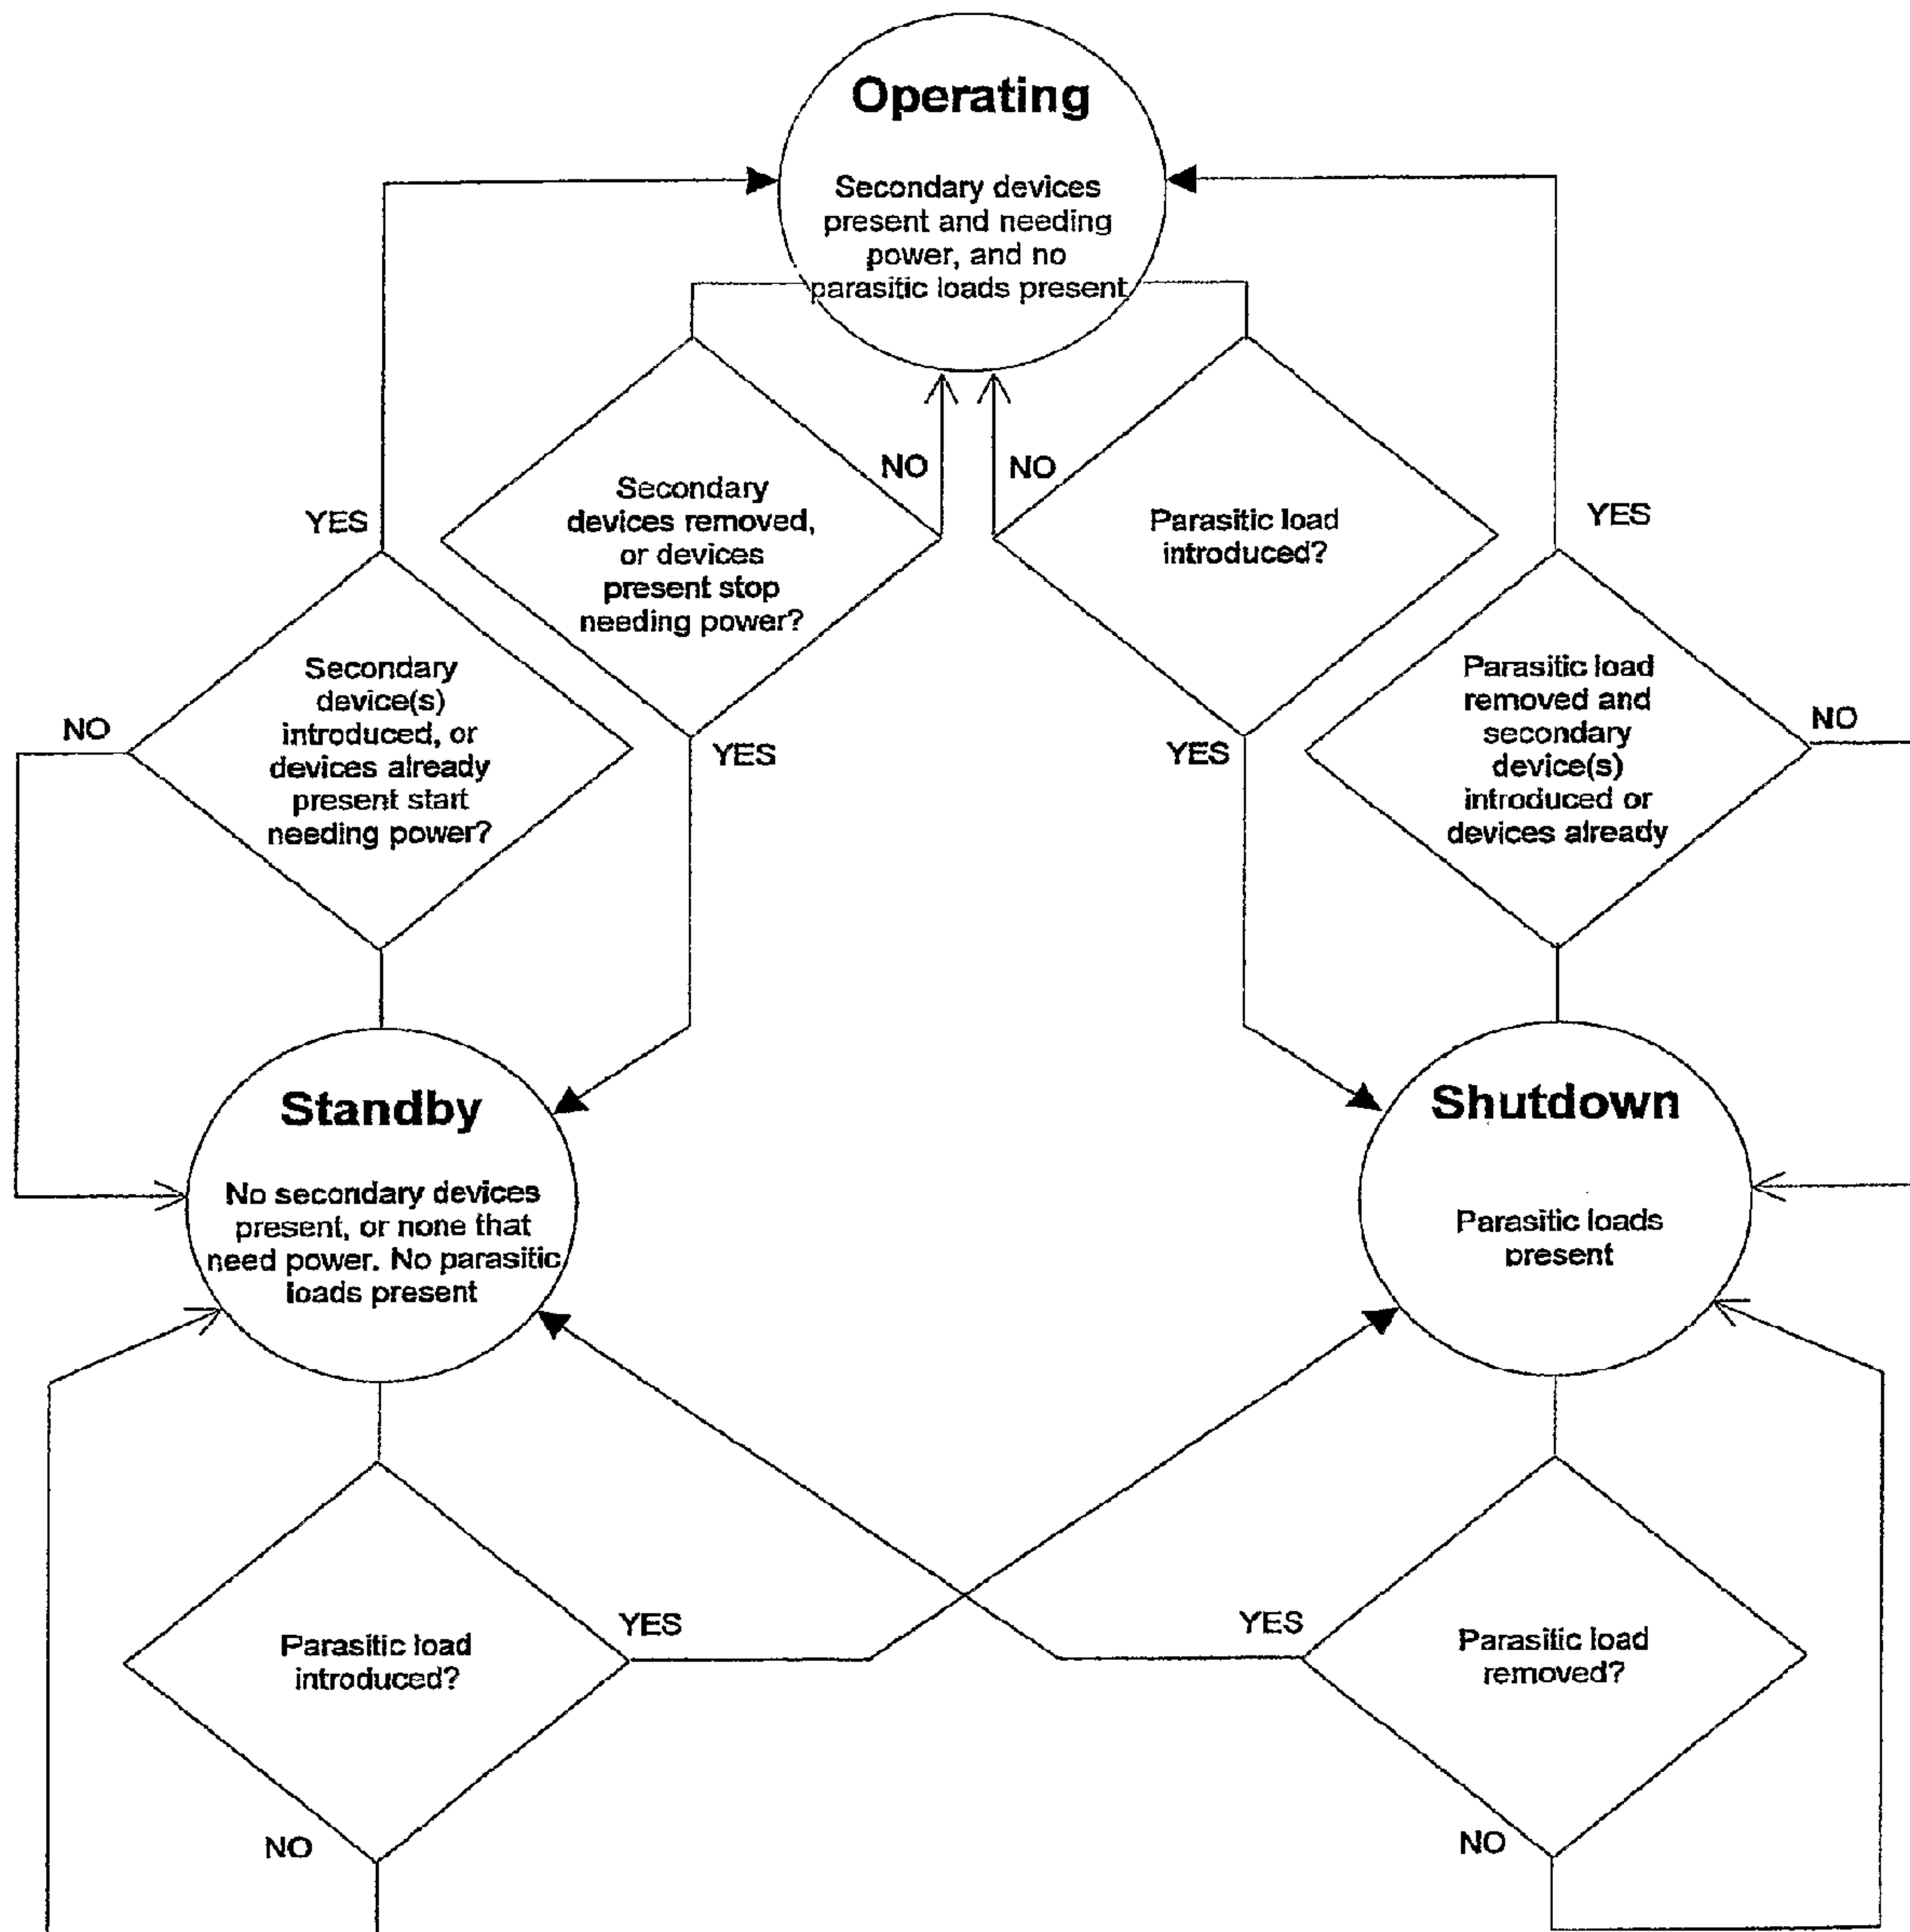 Operating
Secondary devices
present and needing
power, and no
parasitic loads present
NO
NO
Secondary
devices removed,
or devices
present stop
needing power?
Parasitic load
introduced?
YES
YES
Secondary
device(s)
introduced, or
devices already
present start
needing power?
NO
YES
YES
Parasitic load
removed and
secondary
device(s)
introduced or
devices already
NO
Standby
No secondary devices
present, or none that
need power. No parasitic
loads present
Shutdown
Parasitic loads
present
Parasitic load
introduced?
YES
NO
YES
Parasitic load
removed?
NO